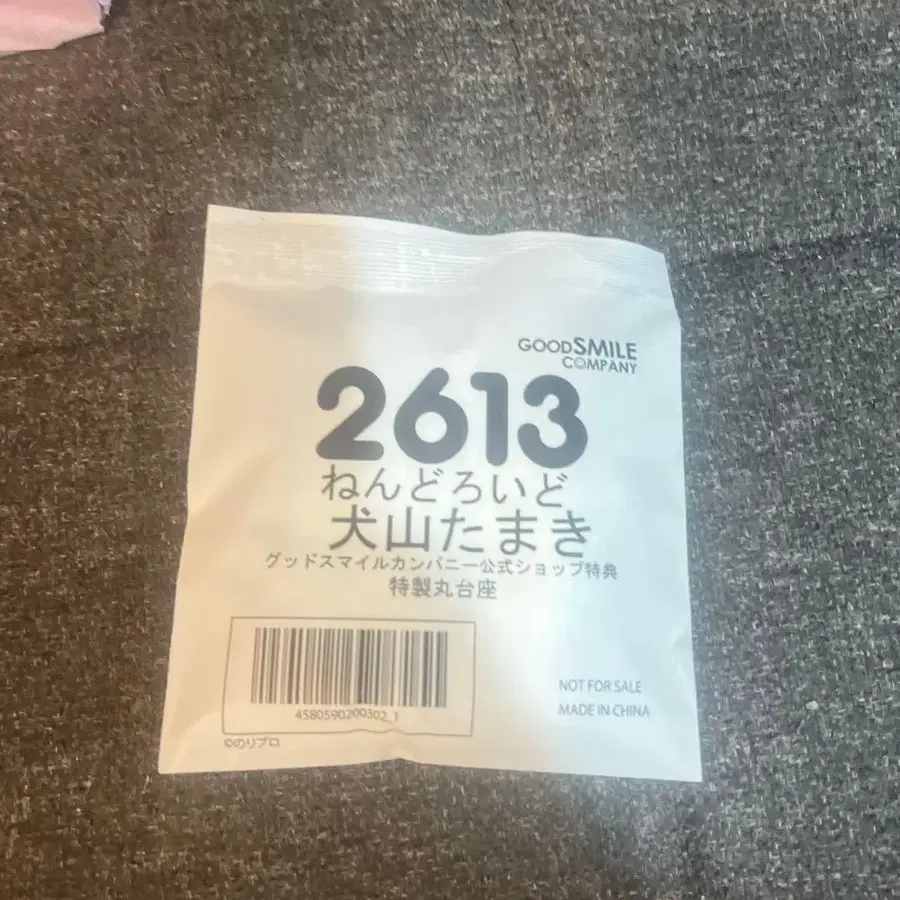 GOODSMILE
COMPANY
2613
ねんどろいど
犬山たまき
グッドスマイルカンパニー公式ショップ特典
特製丸台座
4580590200302 1
NOT FOR SALE
MADE IN CHINA
©のりプロ